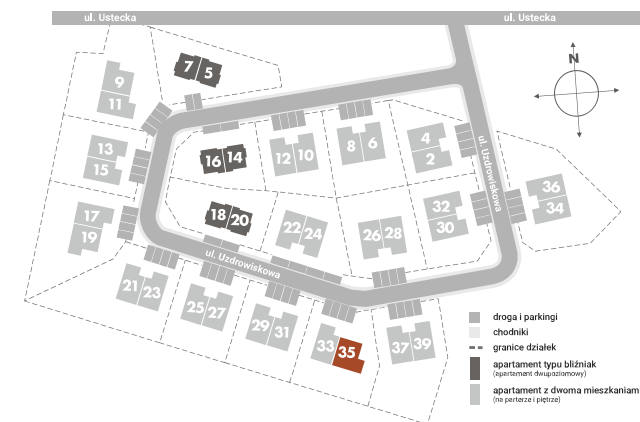 ul. Ustecka
ul. Ustecka
N
7 5
9
11
16 14
12 10
8 6
4
2
13
15
ul. Uzdrowiskowa
36
34
17
19
18 20
22 24
26 28
32
30
ul. Uzdrowiskowa
21 23
25 27
29 31
33 35
37 39
droga i parkingi
chodniki
granice działek
apartament typu bliźniak
(apartament dwupoziomowy)
apartament z dwoma mieszkaniam
(na parterze i piętrze)